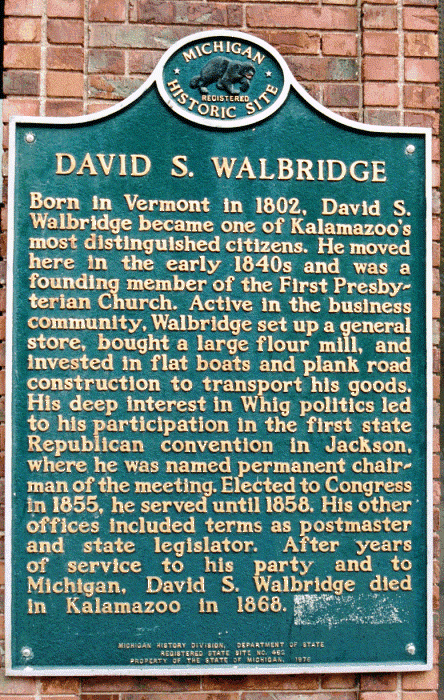 MICHIGAN
REGISTERED
HISTORIC SITE
DAVID S. WALBRIDGE
Born in Vermont in 1802, David S.
Walbridge became one of Kalamazoo's
most distinguished citizens. He moved
here in the early 1840s and was a
founding member of the First Presby-
terian Church. Active in the business
community, Walbridge set up a general
store, bought a large flour mill, and
invested in flat boats and plank road
construction to transport his goods.
His deep interest in Whig politics led
to his participation in the first state
Republican convention in Jackson,
where he was named permanent chair-
man of the meeting. Elected to Congress
in 1855, he served until 1858. His other
offices included terms as postmaster
and state legislator. After years
of service to his party and to
Michigan, David S. Walbridge died
in Kalamazoo in 1868.
MICHIGAN HISTORY DIVISION, DEPARTMENT OF STATE
REGISTERED STATE SITE NO.
PROPERTY OF THE STATE OF MICHIGAN, 1976